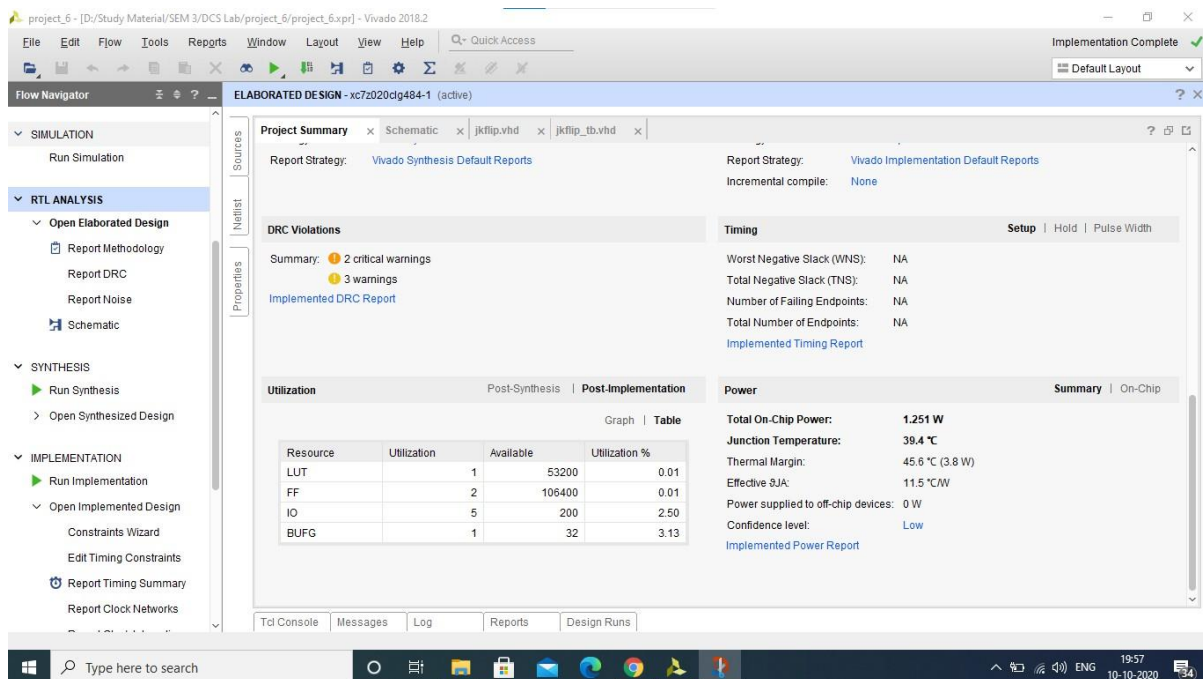 project_6 - [D:/Study Material/SEM 3/DCS Lab/project_6/project_6.xpr] - Vivado 2018.2
File Edit Flow Tools Reports Window Layout View Help Quick Access
Implementation Complete
Default Layout
Flow Navigator
ELABORATED DESIGN - xc7z020clg484-1 (active)
SIMULATION
Run Simulation
RTL ANALYSIS
Open Elaborated Design
Report Methodology
Report DRC
Report Noise
Schematic
SYNTHESIS
Run Synthesis
Open Synthesized Design
IMPLEMENTATION
Run Implementation
Open Implemented Design
Constraints Wizard
Edit Timing Constraints
Report Timing Summary
Report Clock Networks
Sources
Netlist
Properties
Project Summary Schematic jkflip.vhd jkflip_tb.vhd
Report Strategy: Vivado Synthesis Default Reports
Report Strategy: Vivado Implementation Default Reports
Incremental compile: None
DRC Violations
Summary: 2 critical warnings
3 warnings
Implemented DRC Report
Timing Setup | Hold | Pulse Width
Worst Negative Slack (WNS): NA
Total Negative Slack (TNS): NA
Number of Failing Endpoints: NA
Total Number of Endpoints: NA
Implemented Timing Report
Utilization Post-Synthesis | Post-Implementation
Graph | Table
Resource Utilization Available Utilization %
LUT 1 53200 0.01
FF 2 106400 0.01
IO 5 200 2.50
BUFG 1 32 3.13
Power Summary | On-Chip
Total On-Chip Power: 1.251 W
Junction Temperature: 39.4 °C
Thermal Margin: 45.6 °C (3.8 W)
Effective ϑJA: 11.5 °C/W
Power supplied to off-chip devices: 0 W
Confidence level: Low
Implemented Power Report
Tcl Console Messages Log Reports Design Runs
Type here to search
ENG
19:57
10-10-2020
34